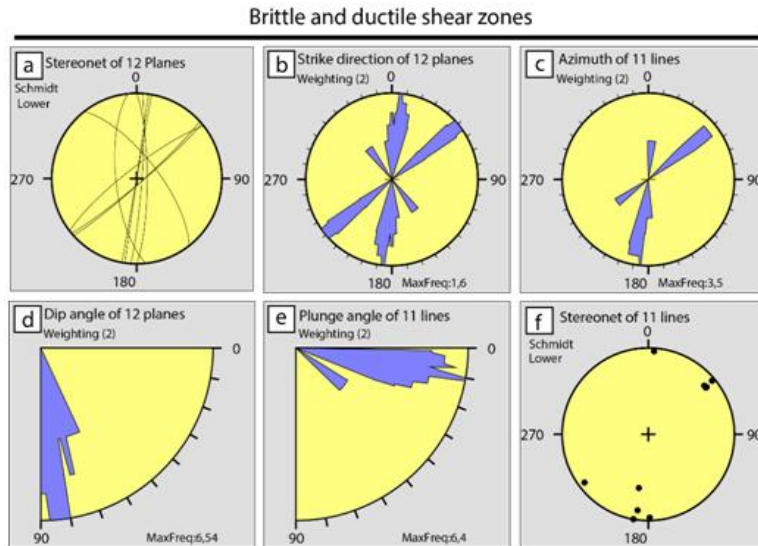 Brittle and ductile shear zones
a Stereonet of 12 Planes
Schmidt
Lower
0
270
90
180
b Strike direction of 12 planes
Weighting (2)
0
270
90
180
MaxFreq:1,6
c Azimuth of 11 lines
Weighting (2)
0
270
90
180
MaxFreq:3,5
d Dip angle of 12 planes
Weighting (2)
0
90
MaxFreq:6,54
e Plunge angle of 11 lines
Weighting (2)
0
90
MaxFreq:6,4
f Stereonet of 11 lines
Schmidt
Lower
0
270
90
180